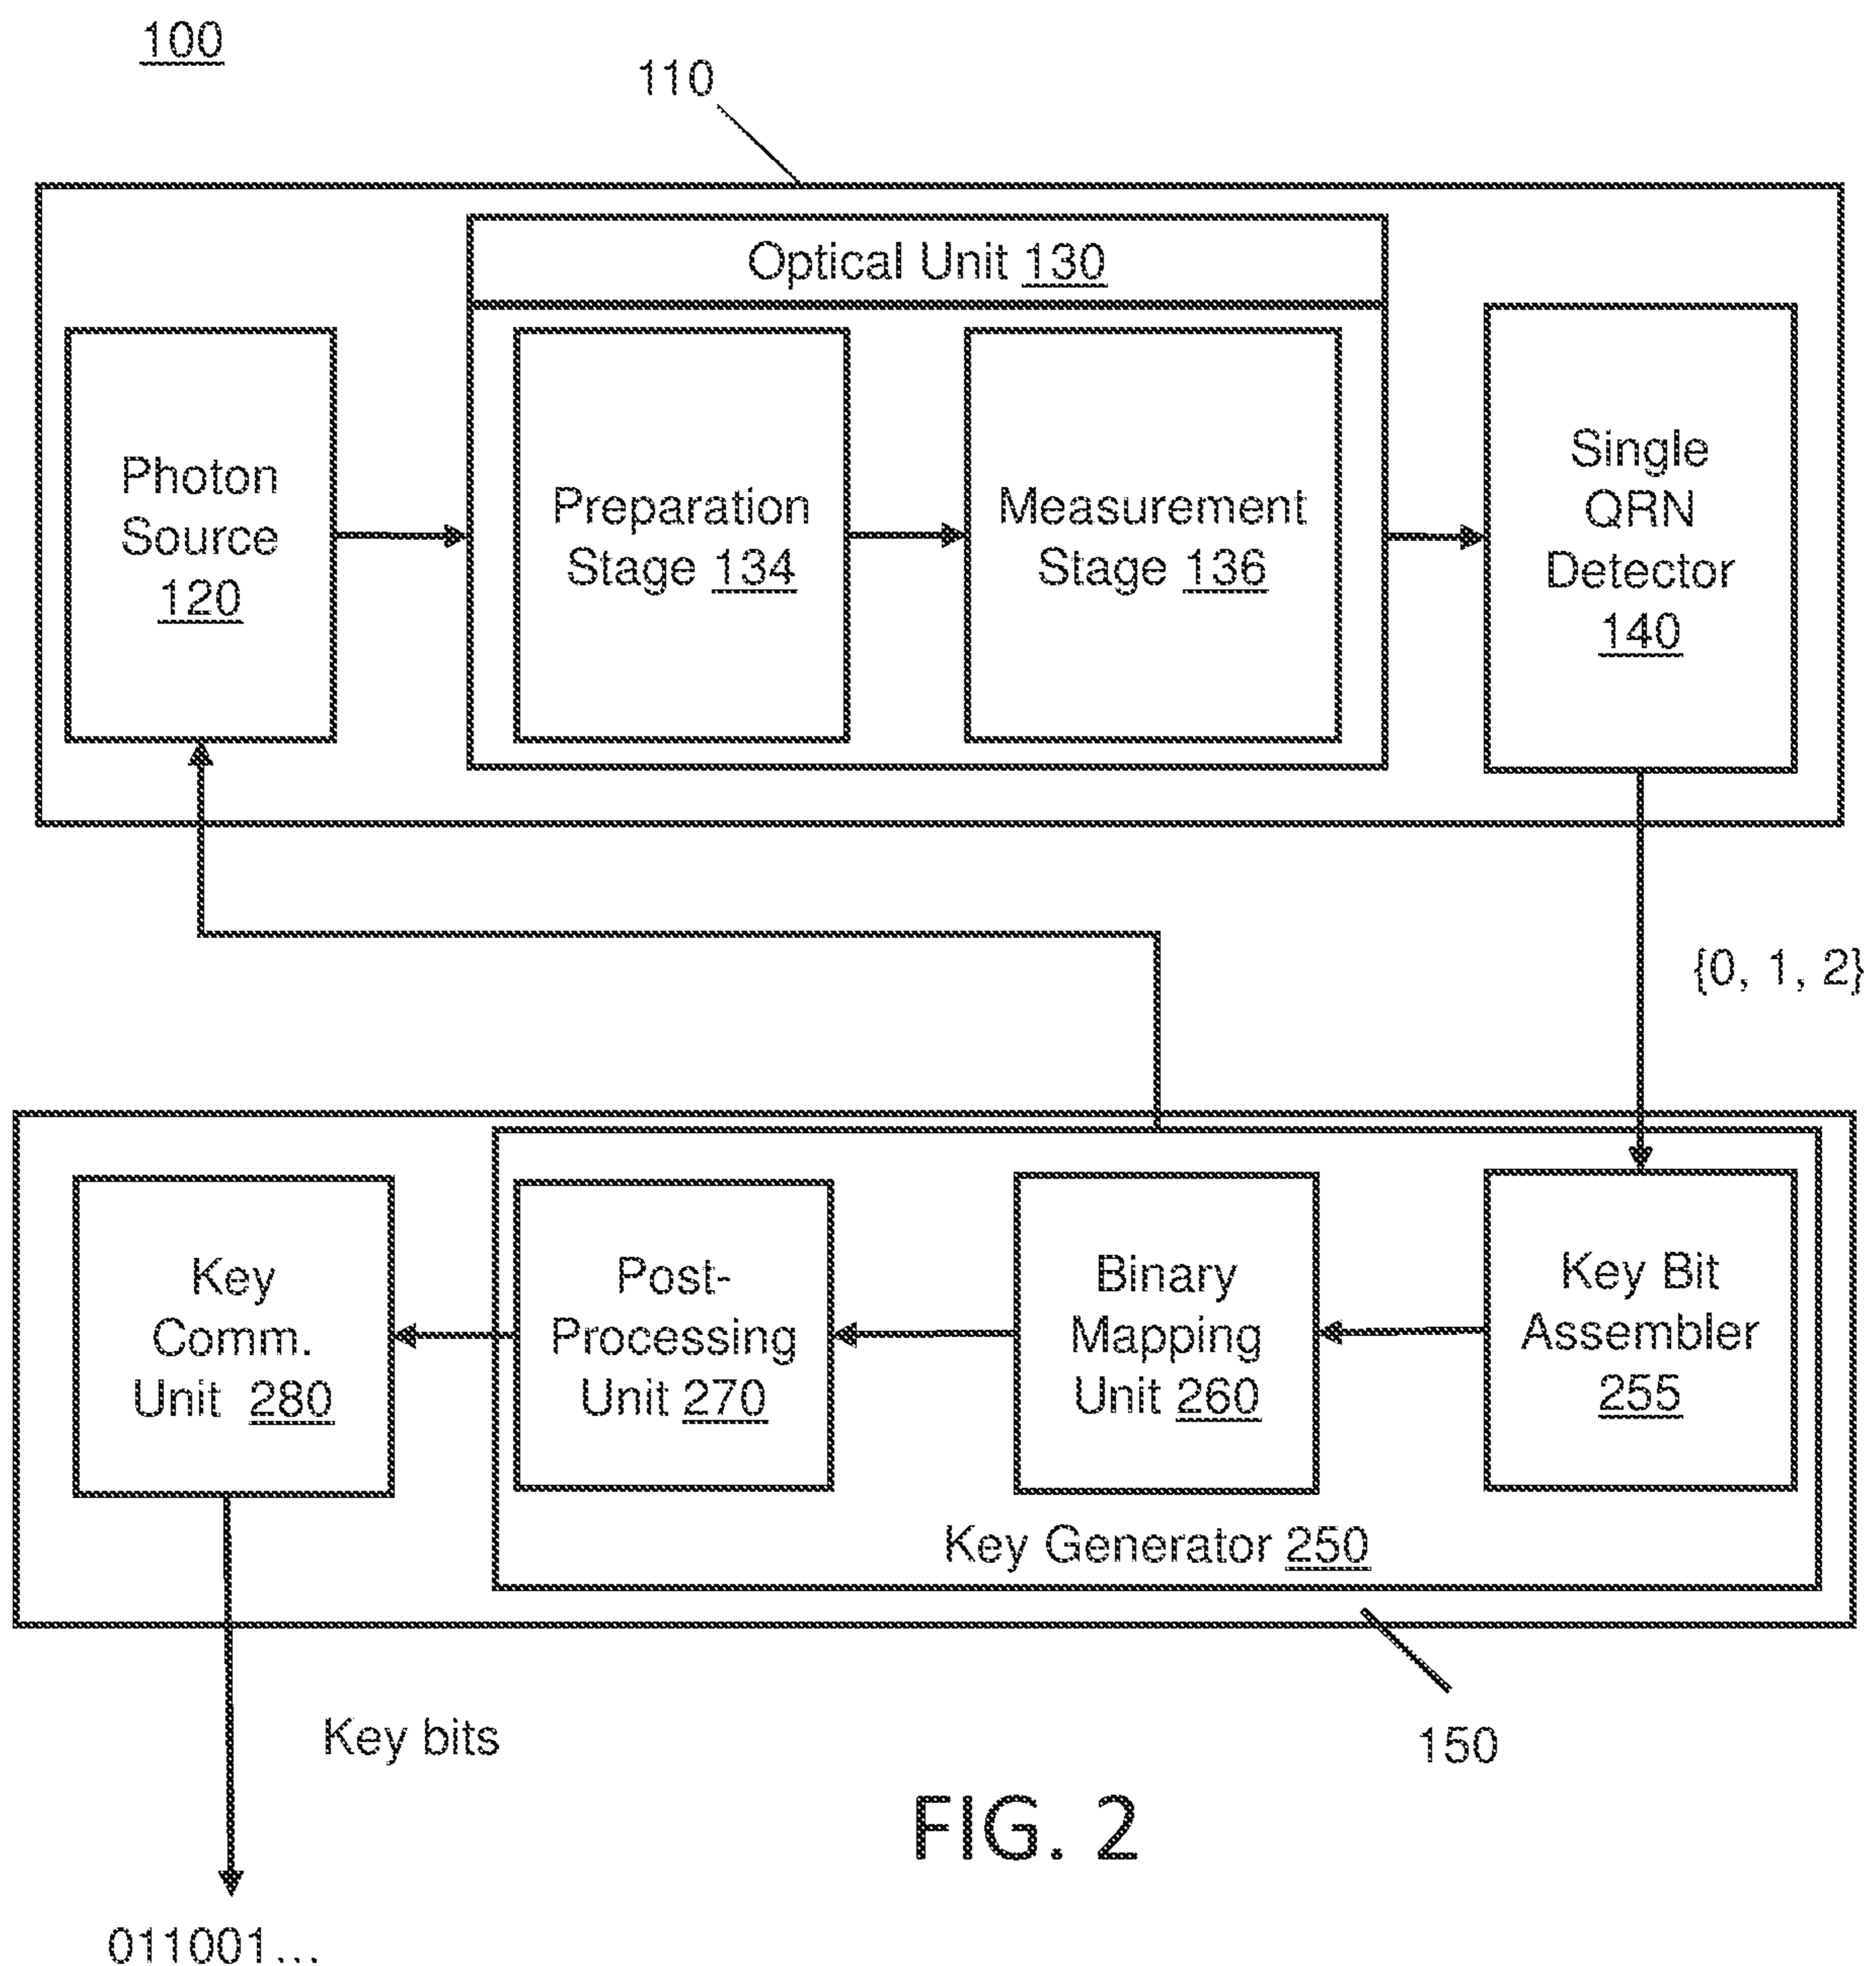 100
110
Optical Unit 130
Photon
Source
120
Preparation
Stage 134
Measurement
Stage 136
Single
QRN
Detector
140
{0, 1, 2}
Key
Comm.
Unit 280
Post-
Processing
Unit 270
Binary
Mapping
Unit 260
Key Bit
Assembler
255
Key Generator 250
150
Key bits
FIG. 2
011001...